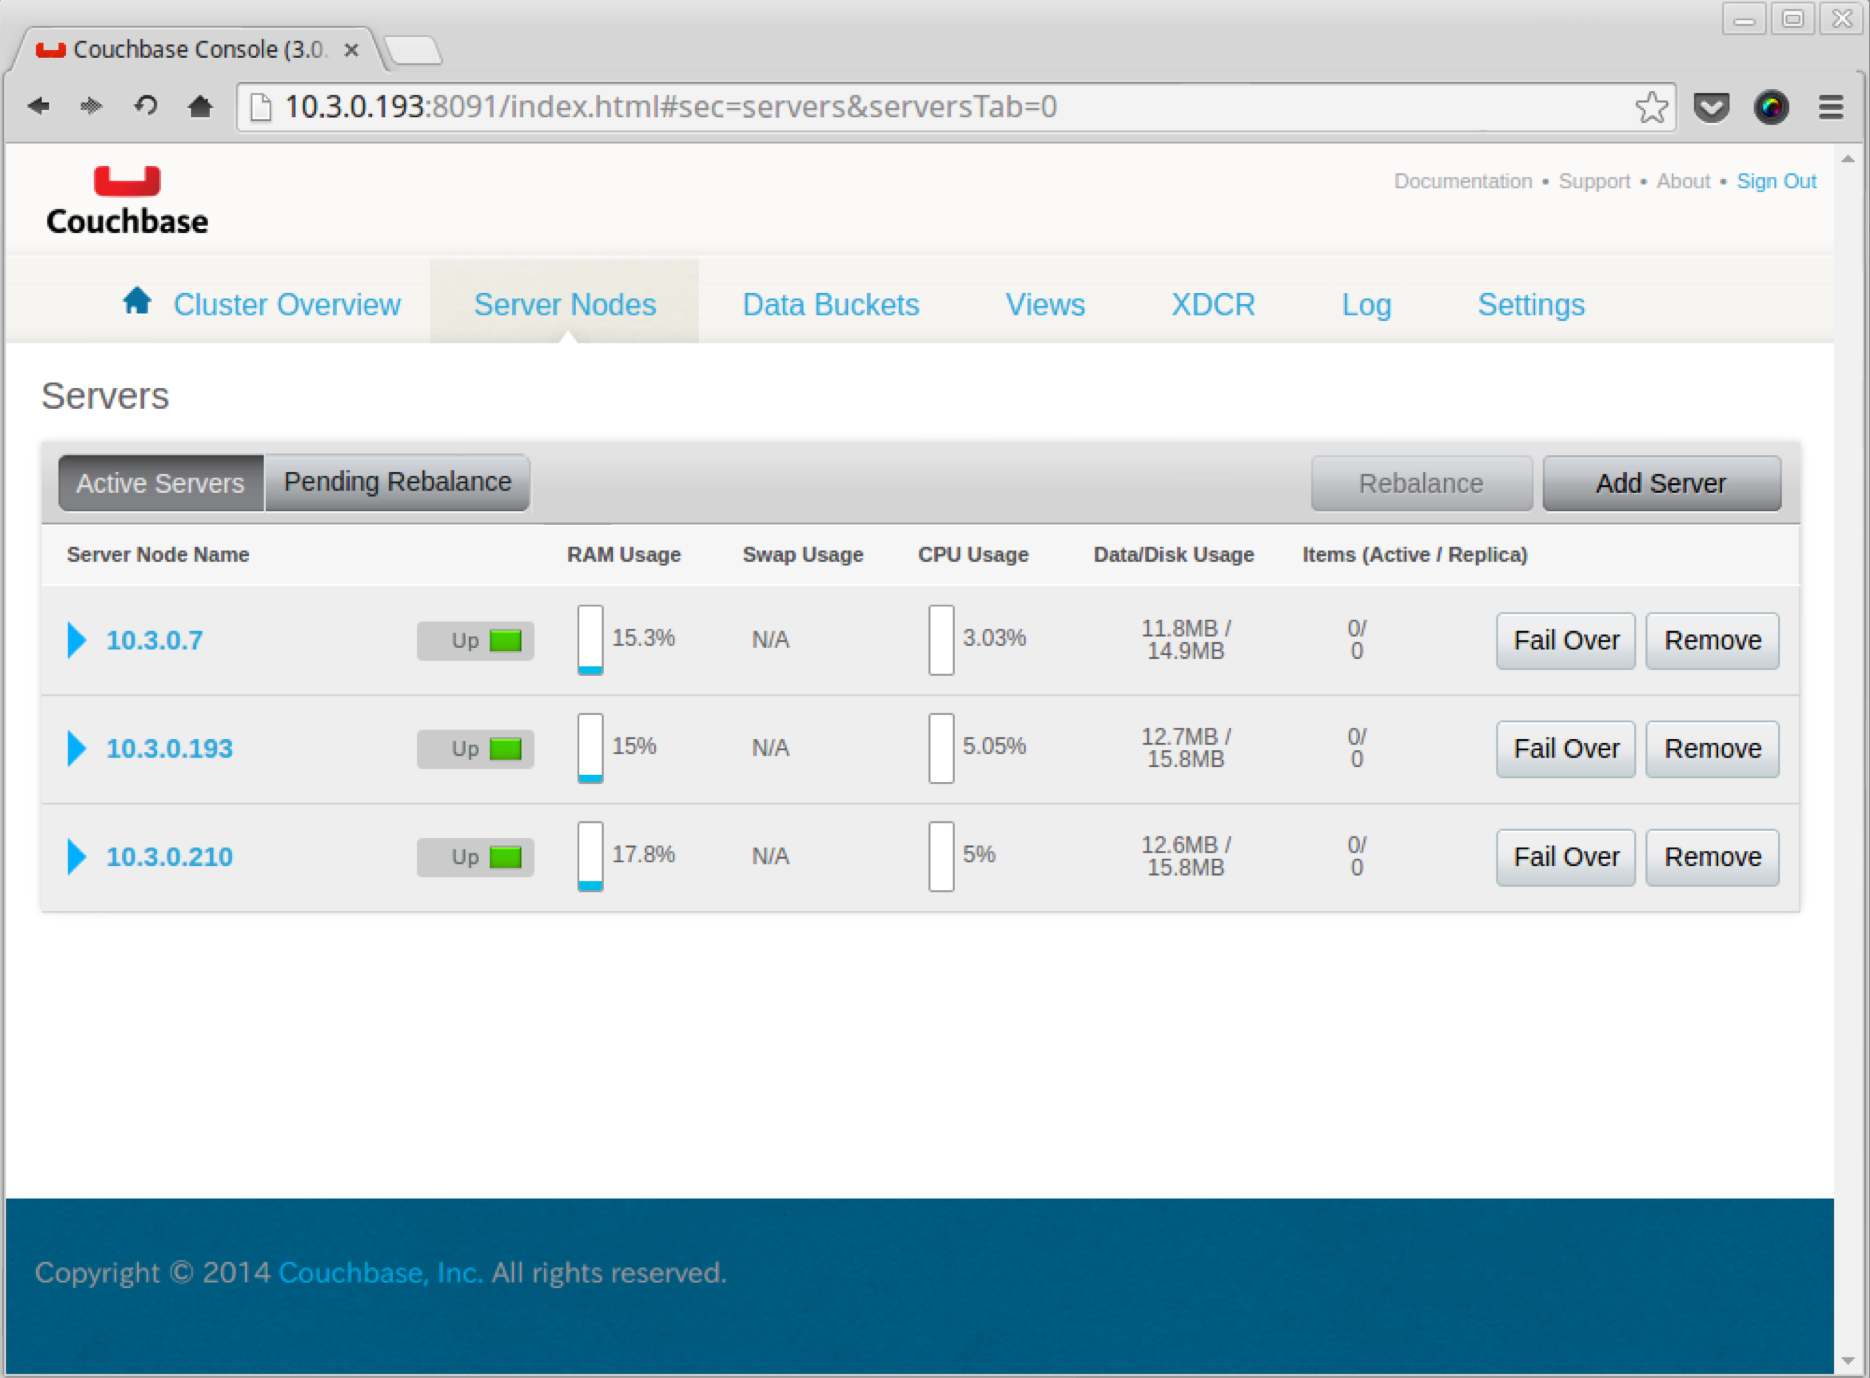 Couchbase Console (3.0.
10.3.0.193:8091/index.html#sec=servers&serversTab=0
Couchbase
Documentation • Support • About • Sign Out
Cluster Overview Server Nodes Data Buckets Views XDCR Log Settings
Servers
Active Servers Pending Rebalance Rebalance Add Server
Server Node Name RAM Usage Swap Usage CPU Usage Data/Disk Usage Items (Active / Replica)
10.3.0.7 Up 15.3% N/A 3.03% 11.8MB / 14.9MB 0/ 0 Fail Over Remove
10.3.0.193 Up 15% N/A 5.05% 12.7MB / 15.8MB 0/ 0 Fail Over Remove
10.3.0.210 Up 17.8% N/A 5% 12.6MB / 15.8MB 0/ 0 Fail Over Remove
Copyright © 2014 Couchbase, Inc. All rights reserved.